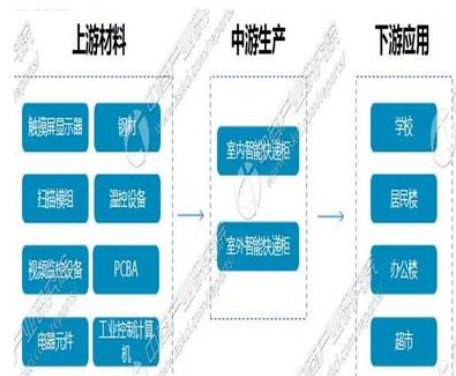 上游材料
中游生产
下游应用
触摸屏显示器
钢材
扫描模组
温控设备
视频监控设备
PCBA
电器元件
工业控制计算
机
室内智能快递柜
室外智能快递柜
学校
居民楼
办公楼
超市